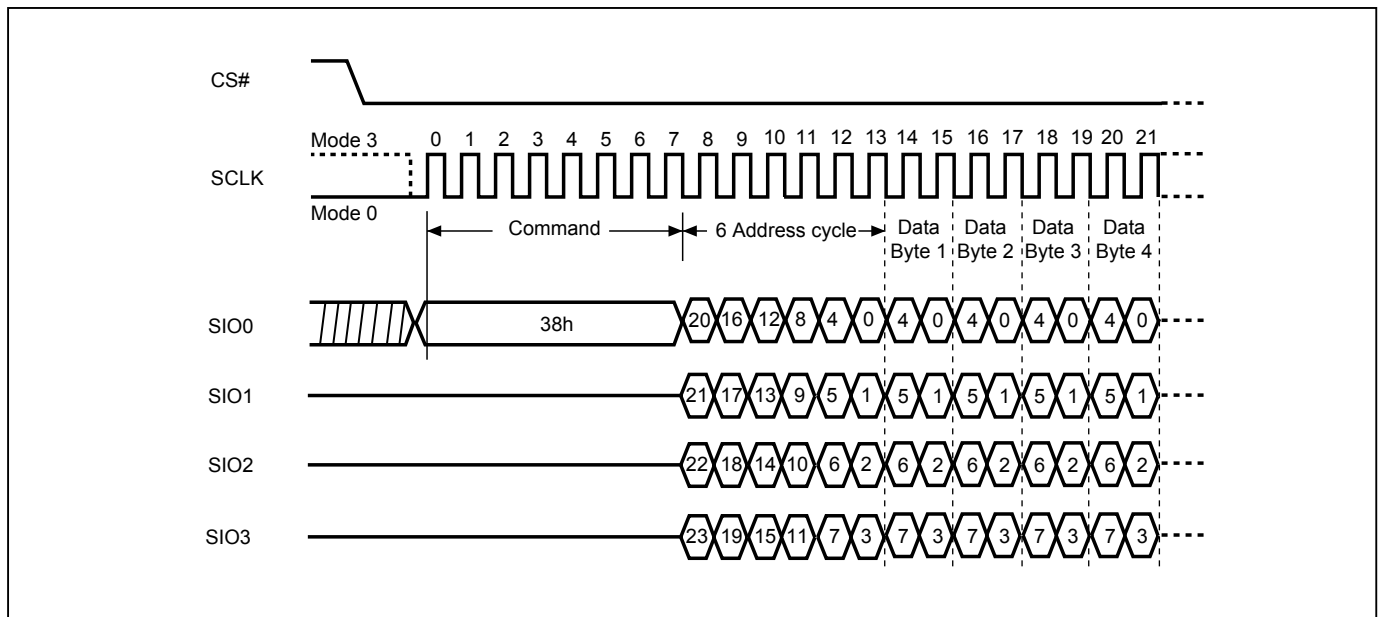 CS#
Mode 3 0 1 2 3 4 5 6 7 8 9 10 11 12 13 14 15 16 17 18 19 20 21
SCLK
Mode 0
Command 6 Address cycle Data Data Data Data
Byte 1 Byte 2 Byte 3 Byte 4
SIO0 38h 20 16 12 8 4 0 4 0 4 0 4 0 4 0
SIO1 21 17 13 9 5 1 5 1 5 1 5 1 5 1
SIO2 22 18 14 10 6 2 6 2 6 2 6 2 6 2
SIO3 23 19 15 11 7 3 7 3 7 3 7 3 7 3